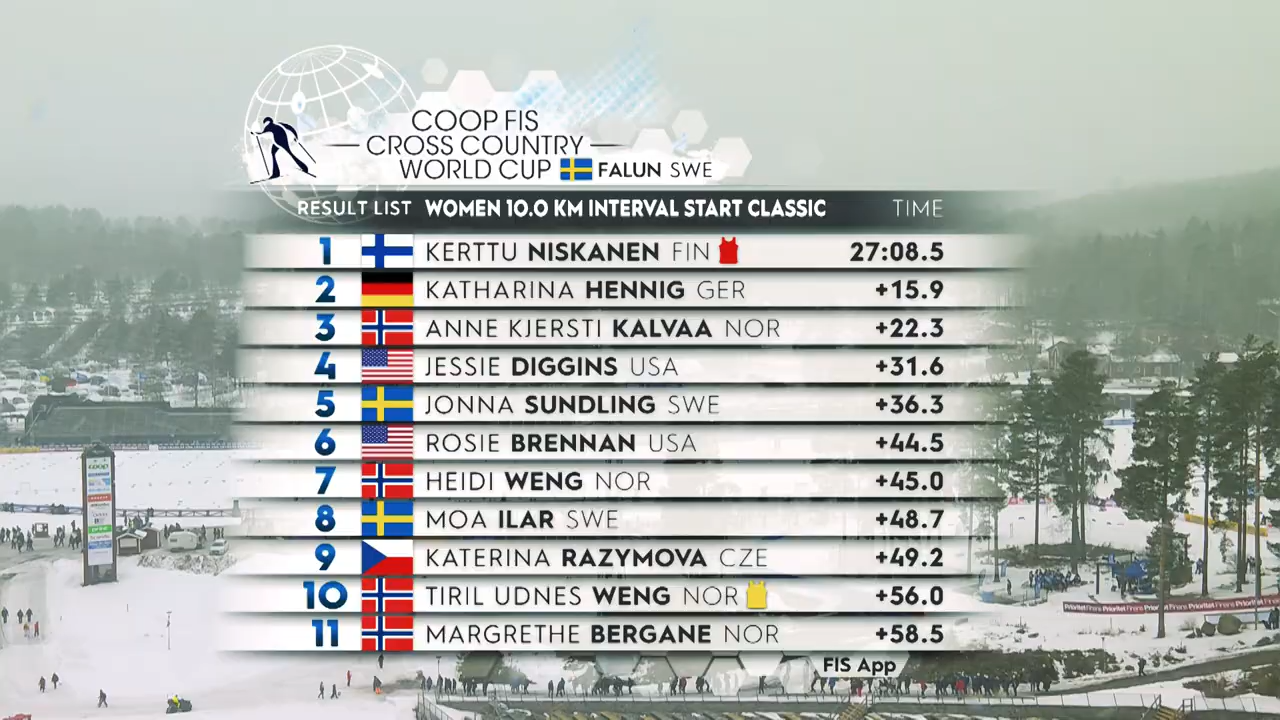 COOP FIS
CROSS COUNTRY
WORLD CUP FALUN SWE
RESULT LIST WOMEN 10.0 KM INTERVAL START CLASSIC TIME
1 KERTTU NISKANEN FIN 27:08.5
2 KATHARINA HENNIG GER +15.9
3 ANNE KJERSTI KALVAA NOR +22.3
4 JESSIE DIGGINS USA +31.6
5 JONNA SUNDLING SWE +36.3
6 ROSIE BRENNAN USA +44.5
7 HEIDI WENG NOR +45.0
8 MOA ILAR SWE +48.7
9 KATERINA RAZYMOVA CZE +49.2
10 TIRIL UDNES WENG NOR +56.0
11 MARGRETHE BERGANE NOR +58.5
FIS App
coop